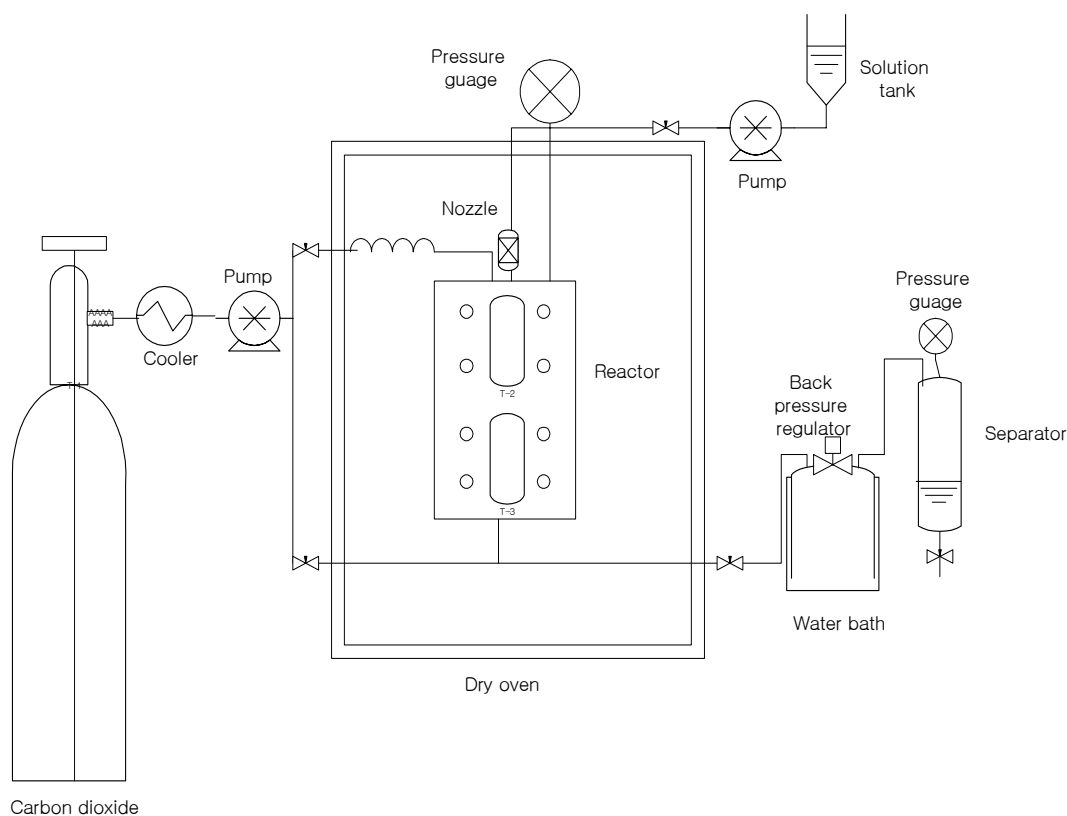 Pressure
guage
Solution
tank
Pump
Nozzle
Pump
Cooler
Pressure
guage
Reactor
T-2
Back
pressure
regulator
Separator
T-3
Water bath
Dry oven
Carbon dioxide